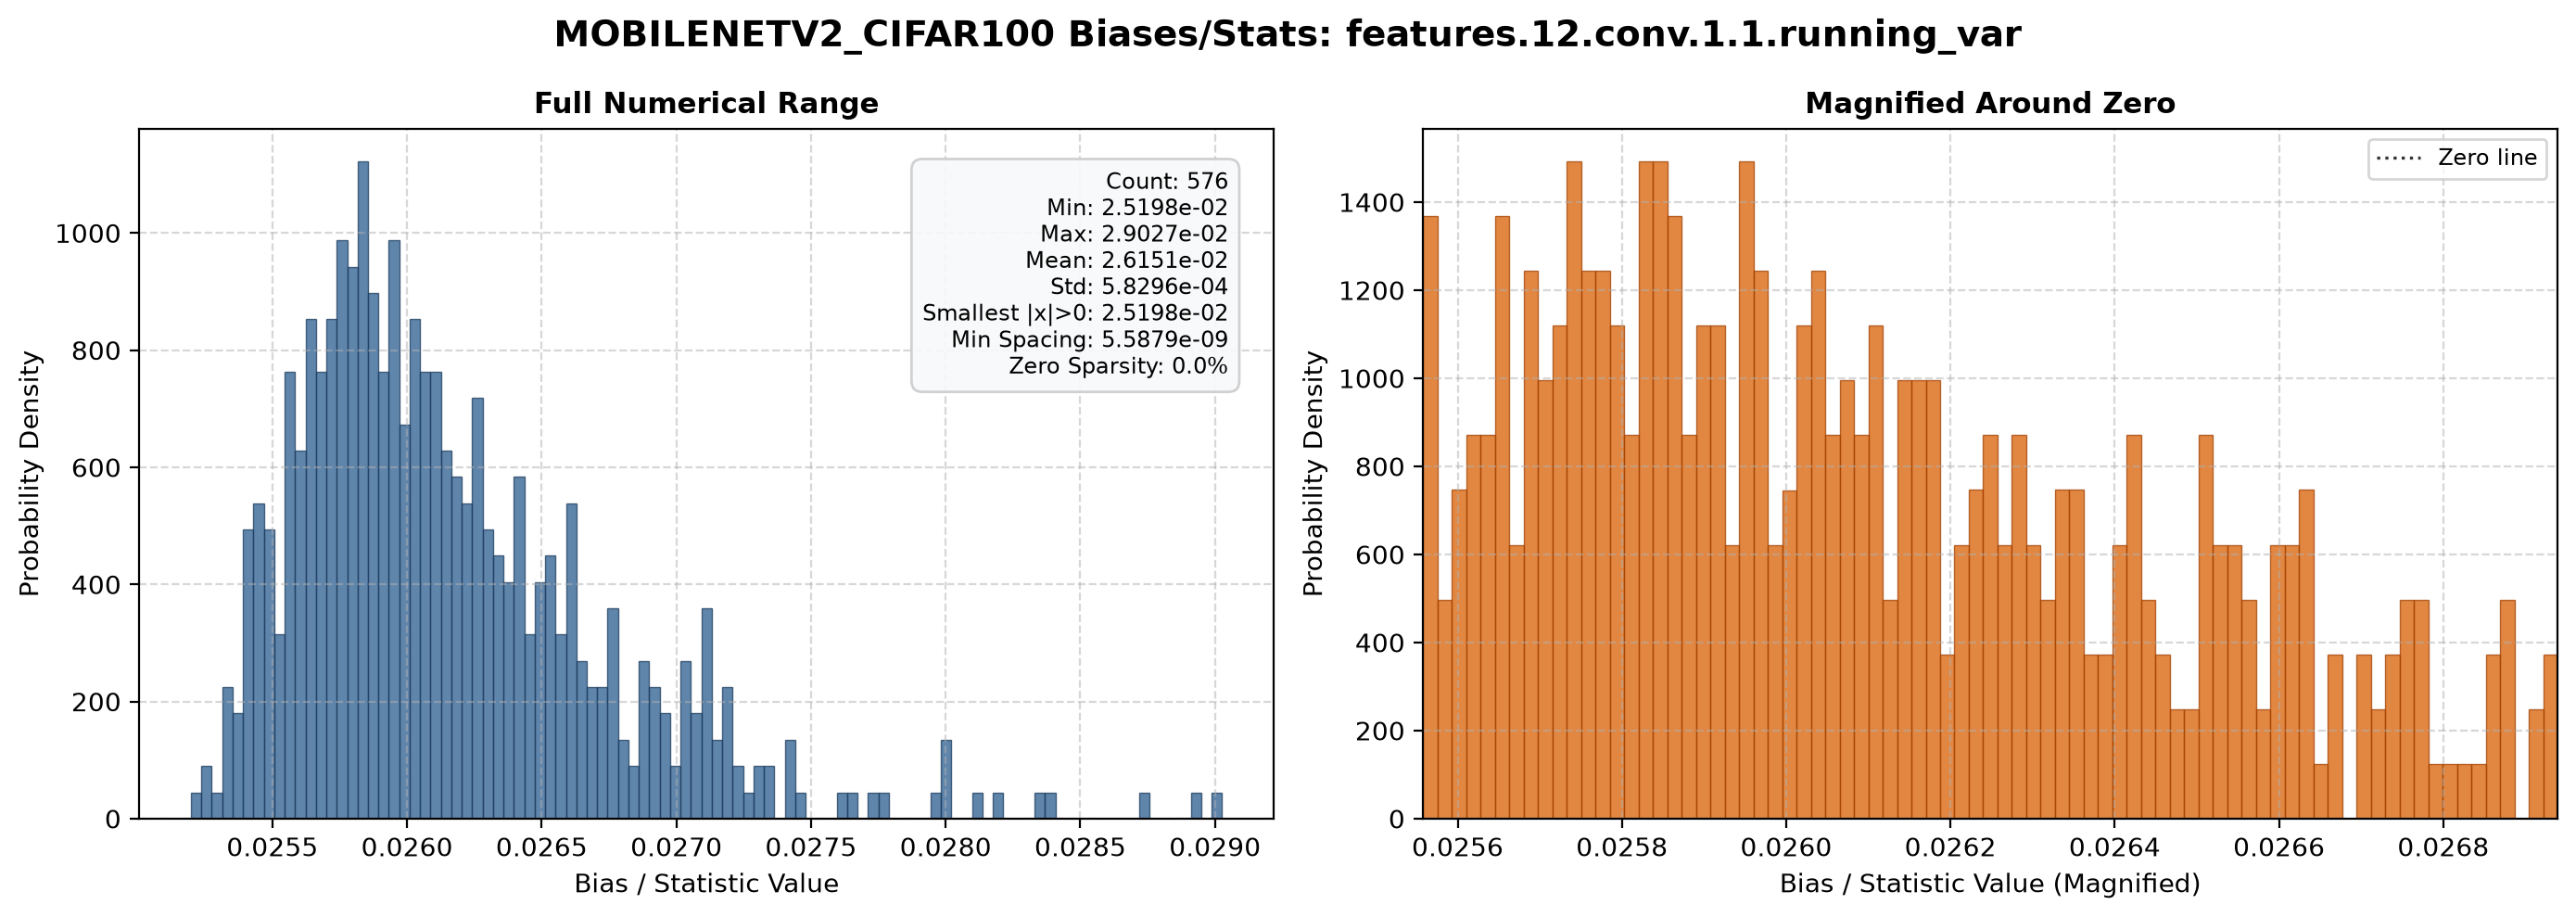 MOBILENETV2_CIFAR100 Biases/Stats: features.12.conv.1.1.running_var
Full Numerical Range
Probability Density
0
200
400
600
800
1000
Count: 576
Min: 2.5198e-02
Max: 2.9027e-02
Mean: 2.6151e-02
Std: 5.8296e-04
Smallest |x|>0: 2.5198e-02
Min Spacing: 5.5879e-09
Zero Sparsity: 0.0%
0.0255 0.0260 0.0265 0.0270 0.0275 0.0280 0.0285 0.0290
Bias / Statistic Value
Magnified Around Zero
Probability Density
0
200
400
600
800
1000
1200
1400
Zero line
0.0256 0.0258 0.0260 0.0262 0.0264 0.0266 0.0268
Bias / Statistic Value (Magnified)